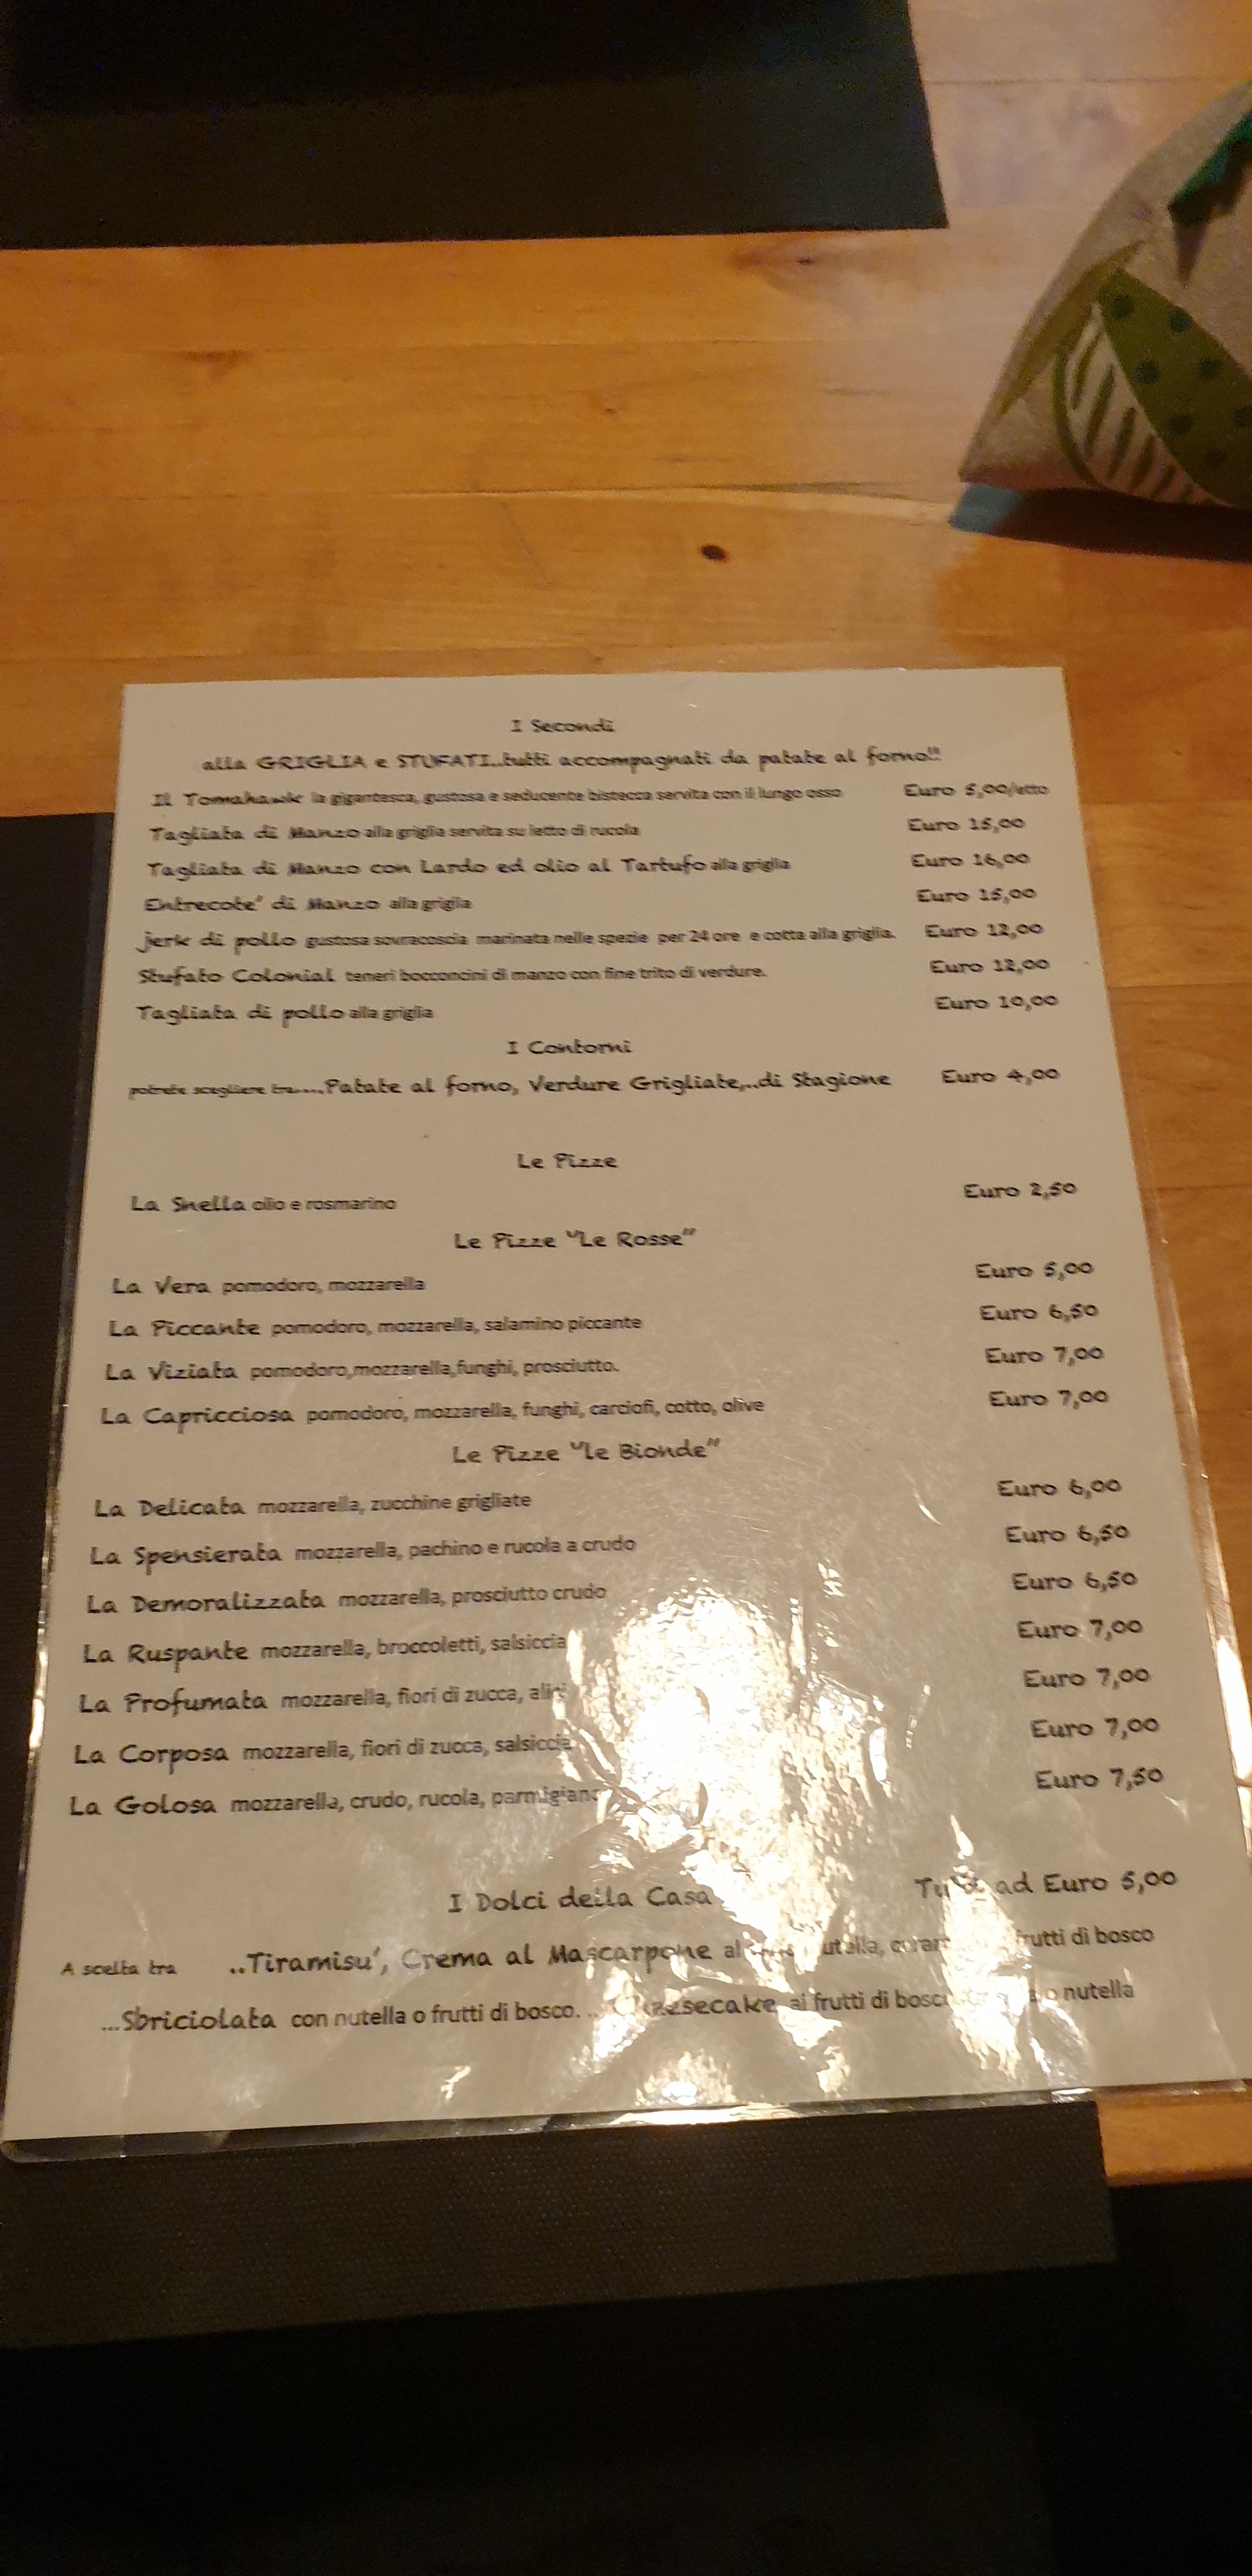 I Secondi
alla GRIGLIA e STUFATI..tutti accompagnati da patate al forno!!
Il Tomahawk la gigantesca, gustosa e seducente bistecca servita con il lungo osso Euro 5,00/etto
Tagliata di Manzo alla griglia servita su letto di rucola Euro 15,00
Tagliata di Manzo con Lardo ed olio al Tartufo alla griglia Euro 16,00
Entrecote' di Manzo alla griglia Euro 15,00
jerk di pollo gustosa sovracoscia marinata nelle spezie per 24 ore e cotta alla griglia. Euro 12,00
Stufato Colonial teneri bocconcini di manzo con fine trito di verdure. Euro 12,00
Tagliata di pollo alla griglia Euro 10,00
I Contorni
potrete scegliere tra.....Patate al forno, Verdure Grigliate,..di Stagione Euro 4,00
Le Pizze
La Snella olio e rosmarino Euro 2,50
Le Pizze "Le Rosse"
La Vera pomodoro, mozzarella Euro 5,00
La Piccante pomodoro, mozzarella, salamino piccante Euro 6,50
La Viziata pomodoro,mozzarella,funghi, prosciutto. Euro 7,00
La Capricciosa pomodoro, mozzarella, funghi, carciofi, cotto, olive Euro 7,00
Le Pizze "le Bionde"
La Delicata mozzarella, zucchine grigliate Euro 6,00
La Spensierata mozzarella, pachino e rucola a crudo Euro 6,50
La Demoralizzata mozzarella, prosciutto crudo Euro 6,50
La Ruspante mozzarella, broccoletti, salsiccia Euro 7,00
La Profumata mozzarella, fiori di zucca, alici Euro 7,00
La Corposa mozzarella, fiori di zucca, salsiccia Euro 7,00
La Golosa mozzarella, crudo, rucola, parmigiano Euro 7,50
I Dolci della Casa ad Euro 5,00
A scelta tra ..Tiramisu', Crema al Mascarpone nutella, frutti di bosco
...Sbriciolata con nutella o frutti di bosco. Cheesecake ai frutti di bosco o nutella